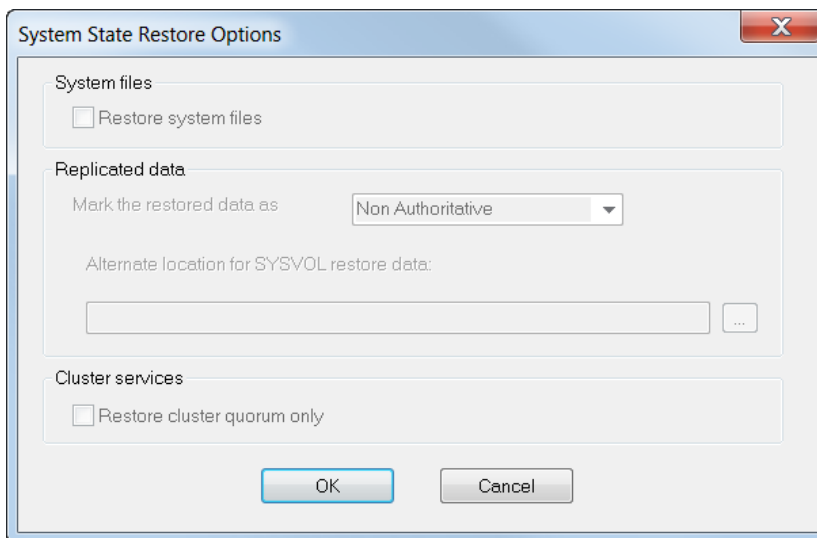 System State Restore Options
System files
Restore system files
Replicated data
Mark the restored data as Non Authoritative
Alternate location for SYSVOL restore data:
...
Cluster services
Restore cluster quorum only
OK Cancel